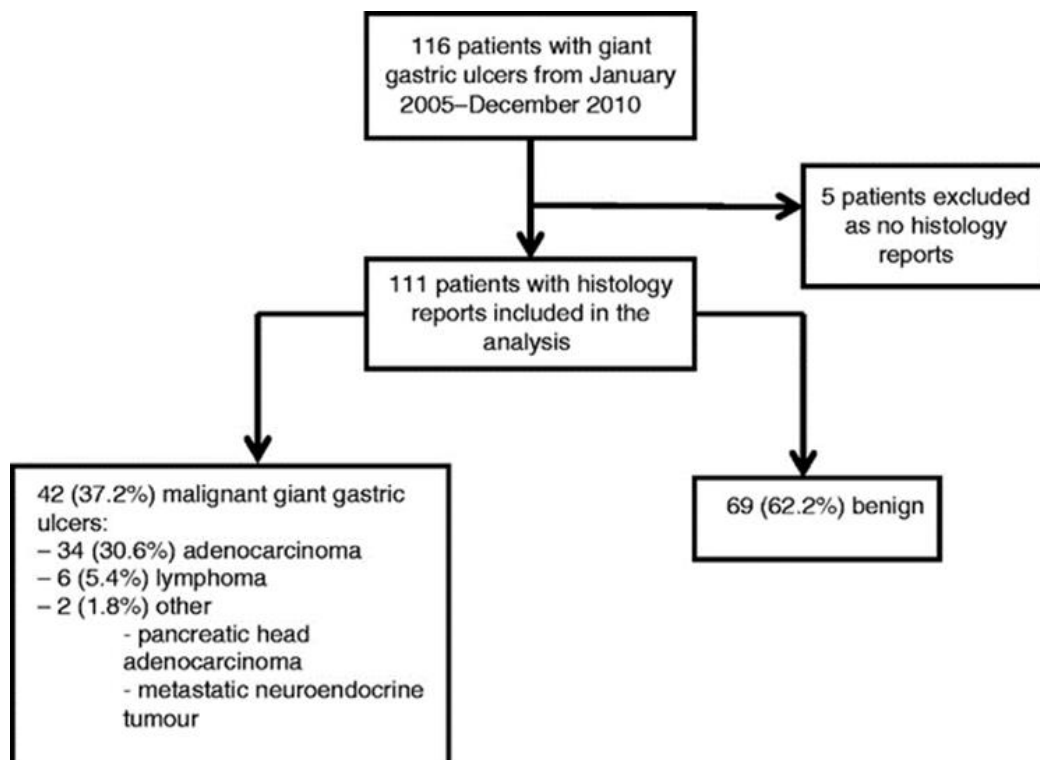 116 patients with giant
gastric ulcers from January
2005–December 2010
5 patients excluded
as no histology
reports
111 patients with histology
reports included in the
analysis
42 (37.2%) malignant giant gastric
ulcers:
– 34 (30.6%) adenocarcinoma
– 6 (5.4%) lymphoma
– 2 (1.8%) other
- pancreatic head
adenocarcinoma
- metastatic neuroendocrine
tumour
69 (62.2%) benign